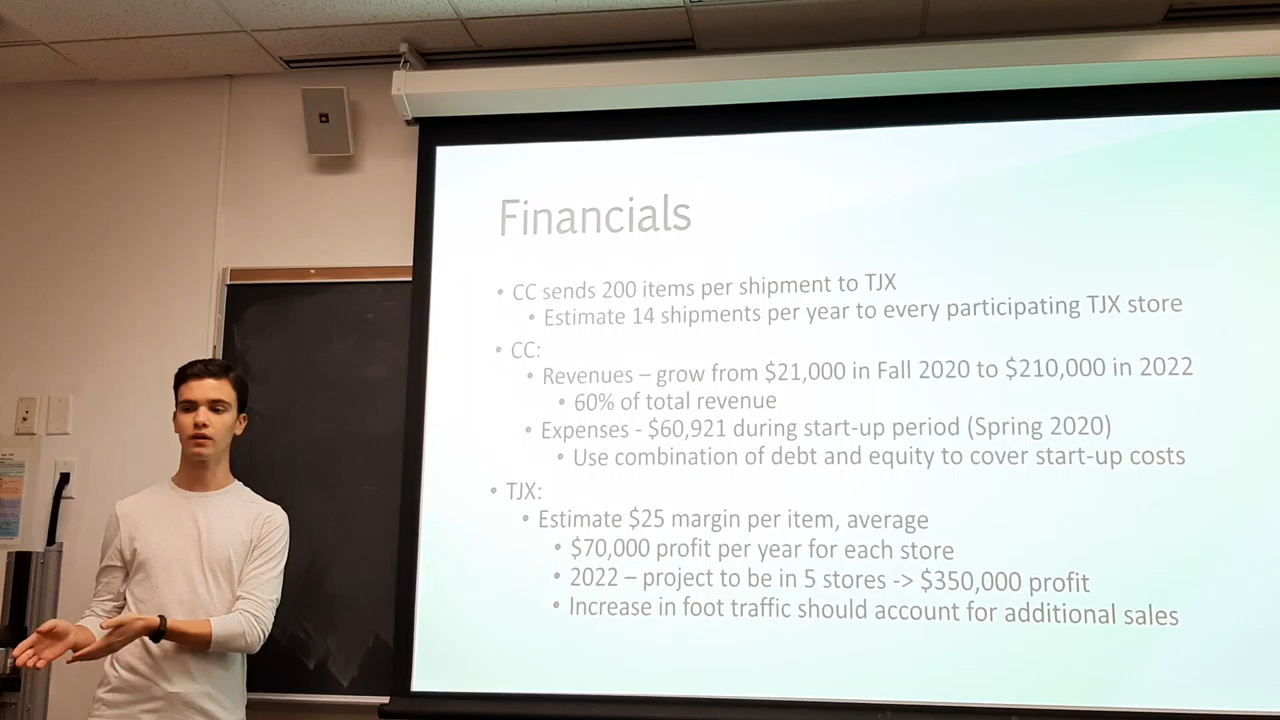 Financials
• CC sends 200 items per shipment to TJX
• Estimate 14 shipments per year to every participating TJX store
• CC:
• Revenues – grow from $21,000 in Fall 2020 to $210,000 in 2022
• 60% of total revenue
• Expenses - $60,921 during start-up period (Spring 2020)
• Use combination of debt and equity to cover start-up costs
• TJX:
• Estimate $25 margin per item, average
• $70,000 profit per year for each store
• 2022 – project to be in 5 stores -> $350,000 profit
• Increase in foot traffic should account for additional sales